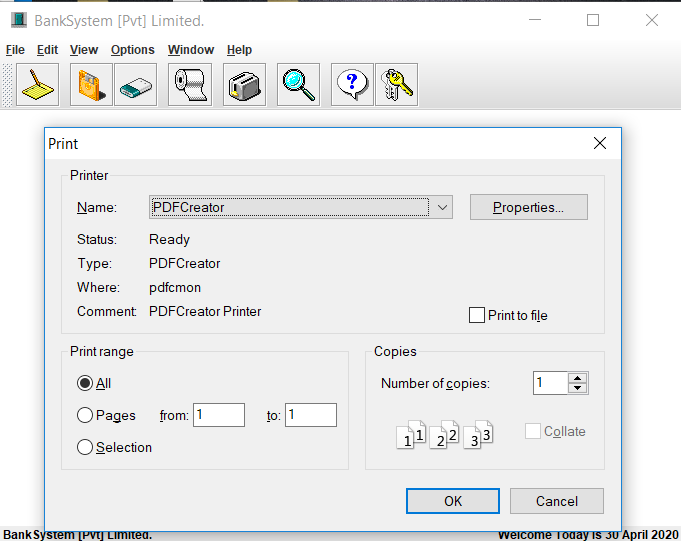 BankSystem [Pvt] Limited.
File Edit View Options Window Help
Print
Printer
Name: PDFCreator Properties...
Status: Ready
Type: PDFCreator
Where: pdfcmon
Comment: PDFCreator Printer
Print to file
Print range Copies
All Number of copies: 1
Pages from: 1 to: 1
1 1 2 2 3 3
Selection Collate
OK Cancel
BankSystem [Pvt] Limited. Welcome Today is 30 April 2020